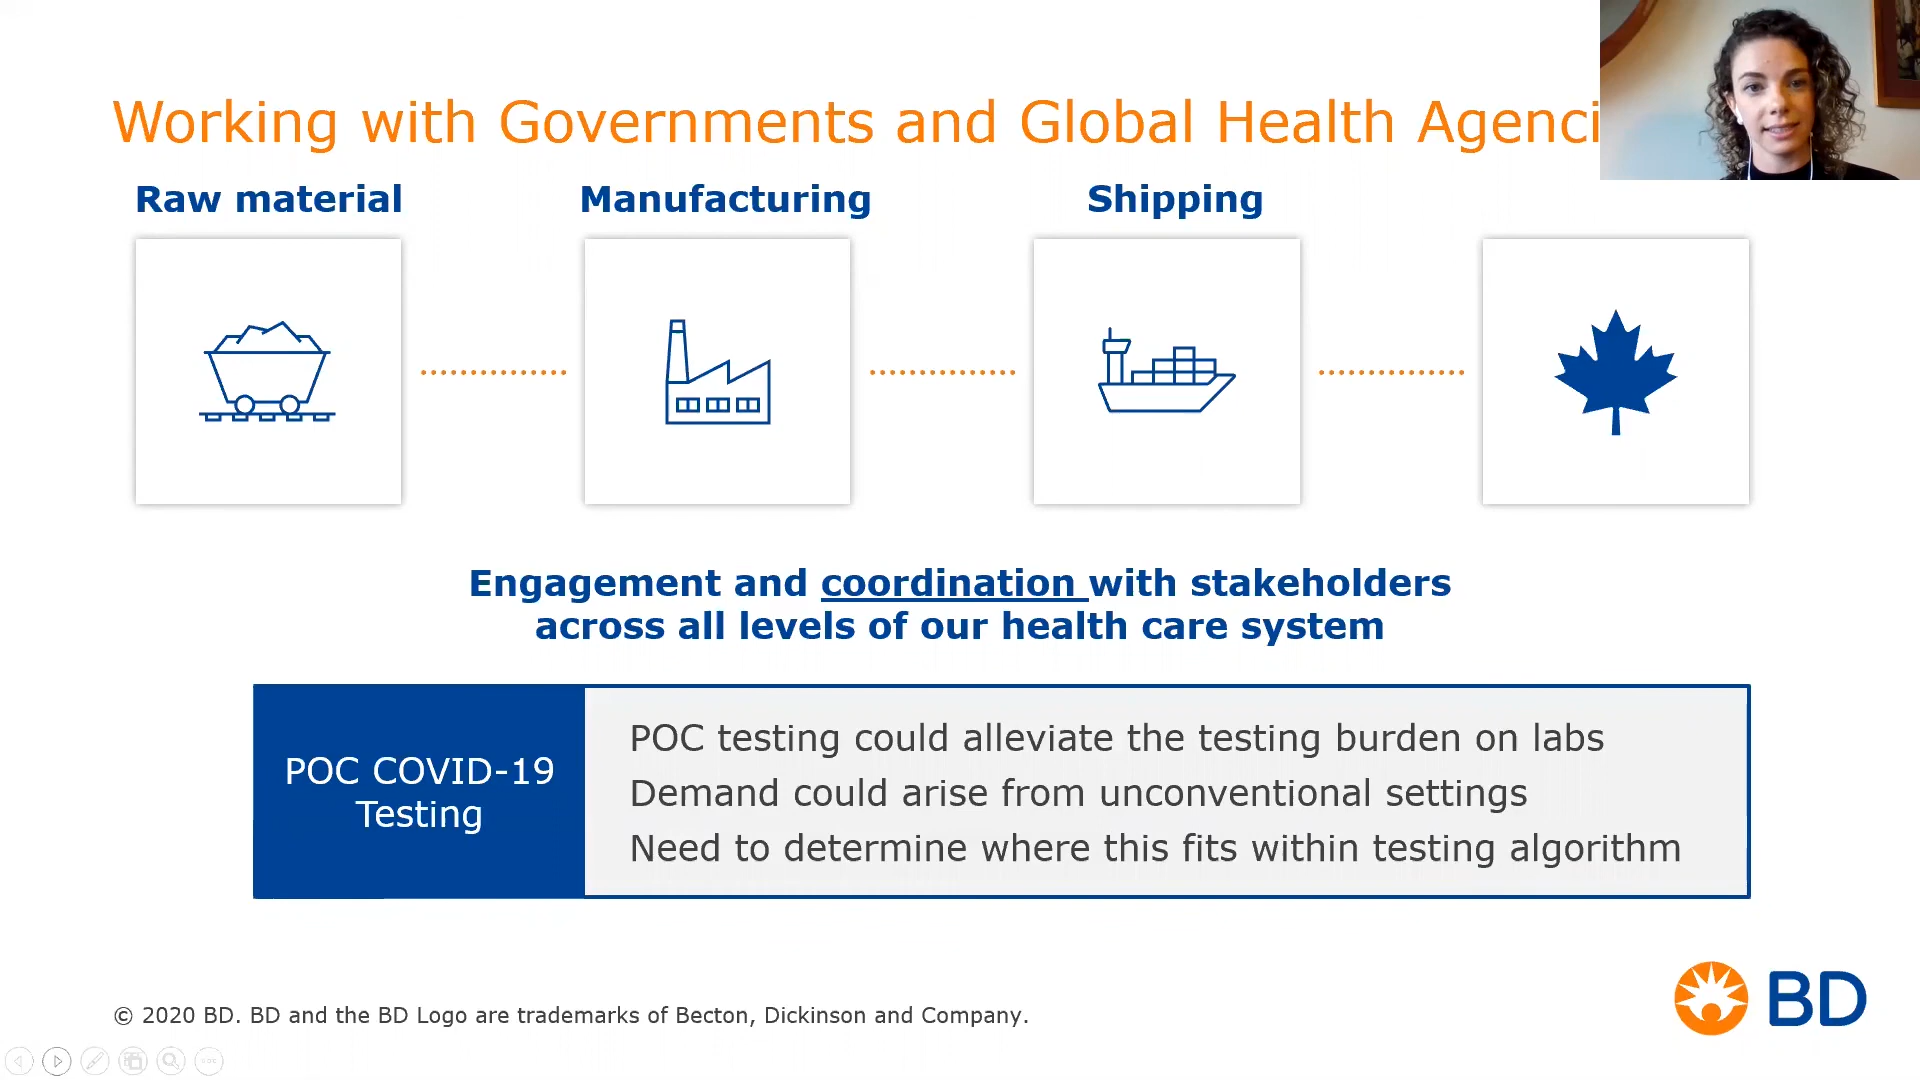 Working with Governments and Global Health Agenci
Raw material
Manufacturing
Shipping
Engagement and coordination with stakeholders
across all levels of our health care system
POC COVID-19
Testing
POC testing could alleviate the testing burden on labs
Demand could arise from unconventional settings
Need to determine where this fits within testing algorithm
© 2020 BD. BD and the BD Logo are trademarks of Becton, Dickinson and Company.
BD